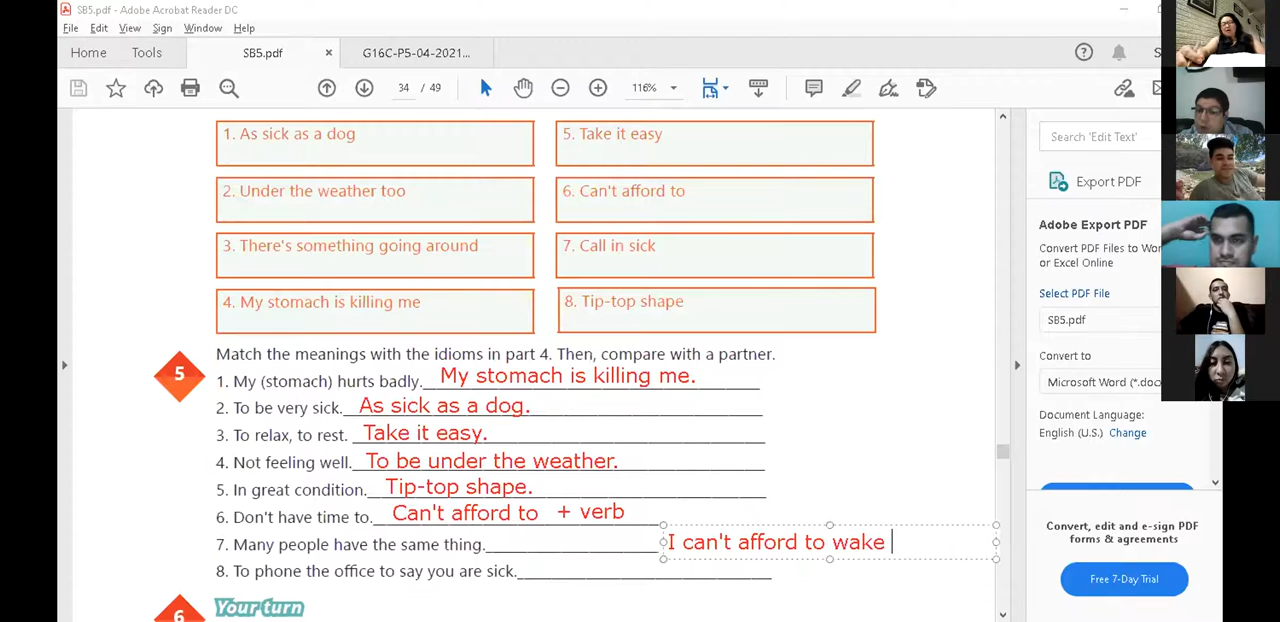 SB5.pdf - Adobe Acrobat Reader DC
File Edit View Sign Window Help
Home Tools SB5.pdf × G16C-P5-04-2021...
34 / 49 116%
1. As sick as a dog
5. Take it easy
2. Under the weather too
6. Can't afford to
3. There's something going around
7. Call in sick
4. My stomach is killing me
8. Tip-top shape
5 Match the meanings with the idioms in part 4. Then, compare with a partner.
1. My (stomach) hurts badly. My stomach is killing me.
2. To be very sick. As sick as a dog.
3. To relax, to rest. Take it easy.
4. Not feeling well. To be under the weather.
5. In great condition. Tip-top shape.
6. Don't have time to. Can't afford to + verb
7. Many people have the same thing. I can't afford to wake
8. To phone the office to say you are sick.
6 Your turn
Search 'Edit Text'
Export PDF
Adobe Export PDF
Convert PDF Files to Wor
or Excel Online
Select PDF File
SB5.pdf
Convert to
Microsoft Word (*.docx
Document Language:
English (U.S.) Change
Convert, edit and e-sign PDF
forms & agreements
Free 7-Day Trial